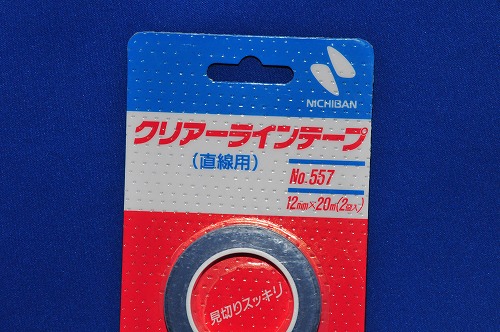 NICHIBAN
クリアーラインテープ
(直線用)
No.557
12mm×20m(2巻入)
見切りスッキリ